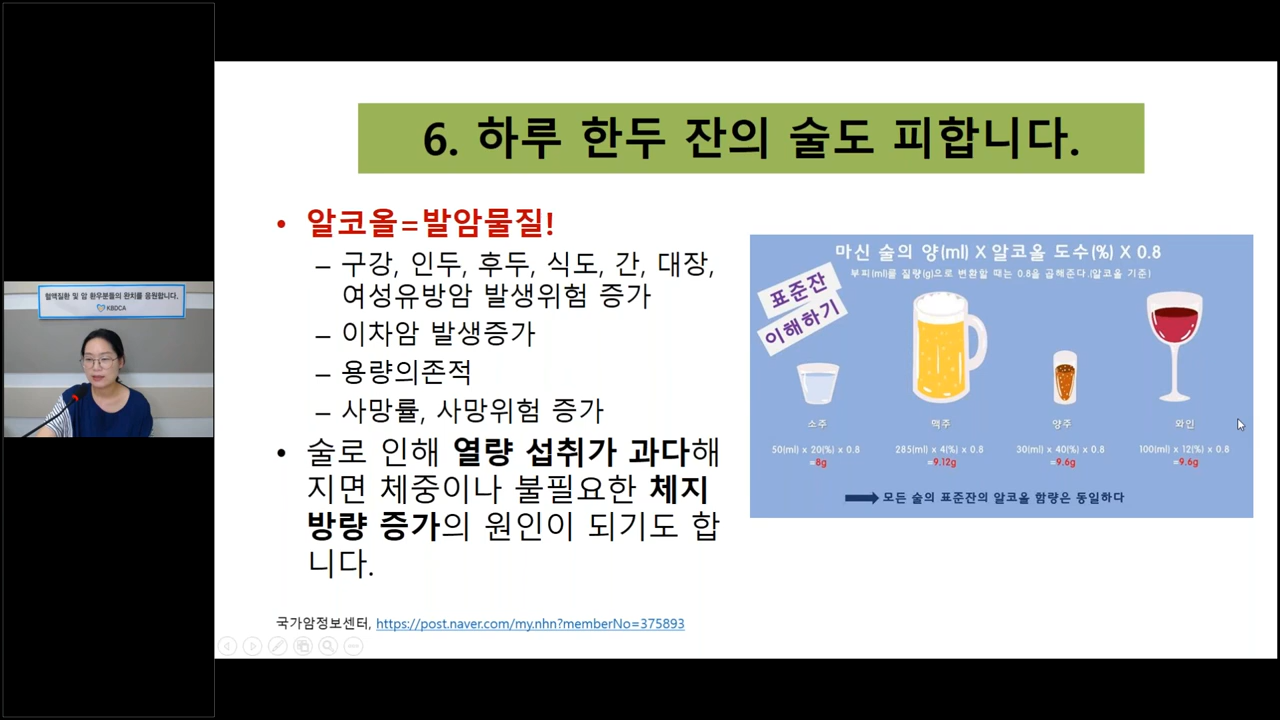 6. 하루 한두 잔의 술도 피합니다.
• 알코올=발암물질!
– 구강, 인두, 후두, 식도, 간, 대장,
여성유방암 발생위험 증가
– 이차암 발생증가
– 용량의존적
– 사망률, 사망위험 증가
• 술로 인해 열량 섭취가 과다해
지면 체중이나 불필요한 체지
방량 증가의 원인이 되기도 합
니다.
국가암정보센터, https://post.naver.com/my.nhn?memberNo=375893
마신 술의 양(ml) X 알코올 도수(%) X 0.8
부피(ml)를 질량(g)으로 변환할 때는 0.8을 곱해준다.(알코올 기준)
표준잔
이해하기
소주 맥주 양주 와인
50(ml) x 20(%) x 0.8 285(ml) x 4(%) x 0.8 30(ml) x 40(%) x 0.8 100(ml) x 12(%) x 0.8
=8g =9.12g =9.6g =9.6g
모든 술의 표준잔의 알코올 함량은 동일하다
혈액질환 및 암 환우분들의 완치를 응원합니다.
KBDCA